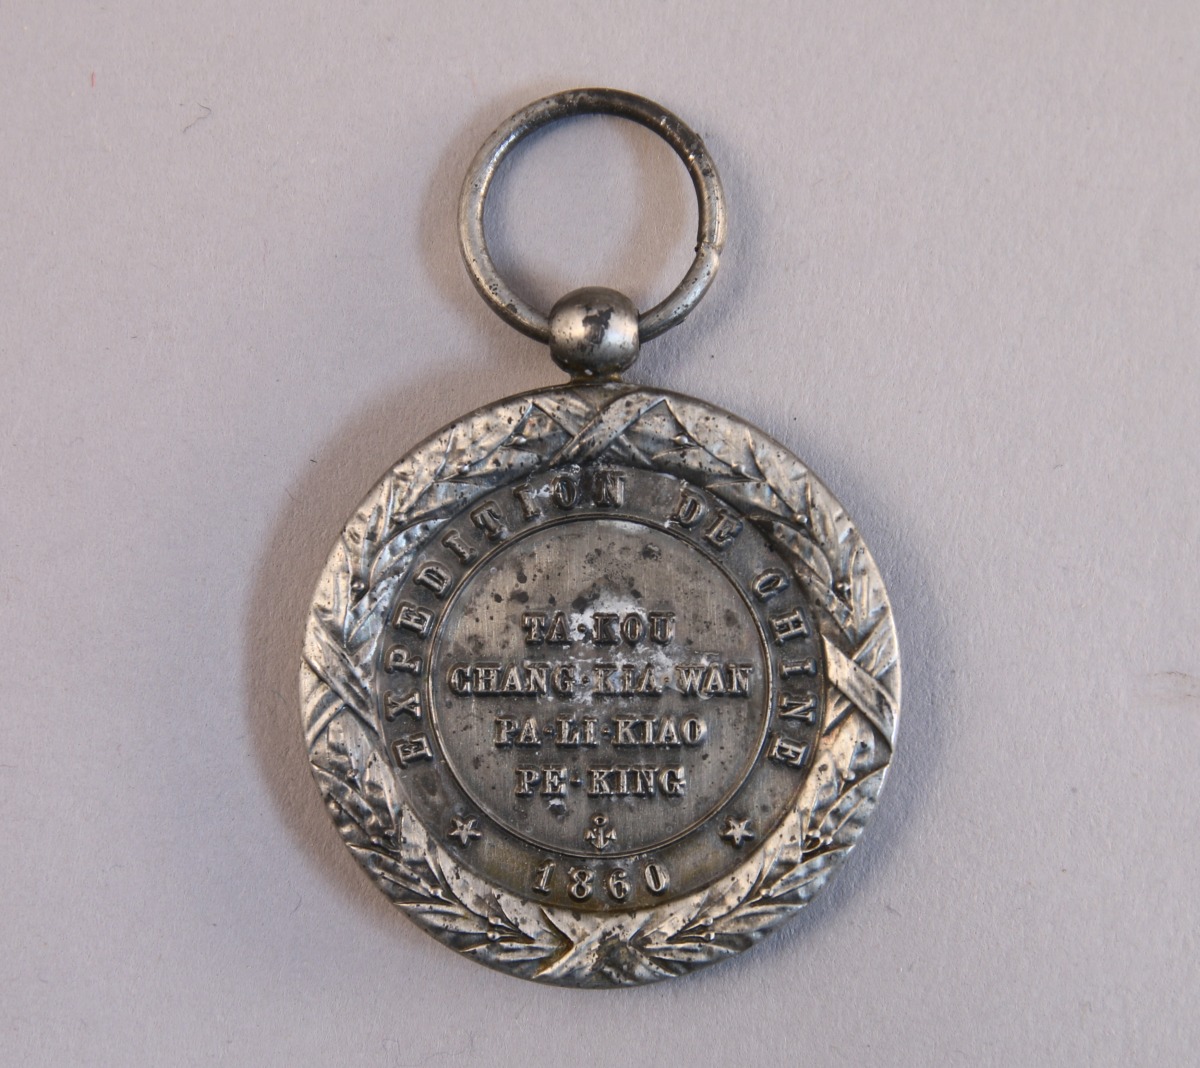 EXPEDITION DE CHINE
TA·KOU
CHANG·KIA·WAN
PA-LI-KIAO
PE-KING
1860